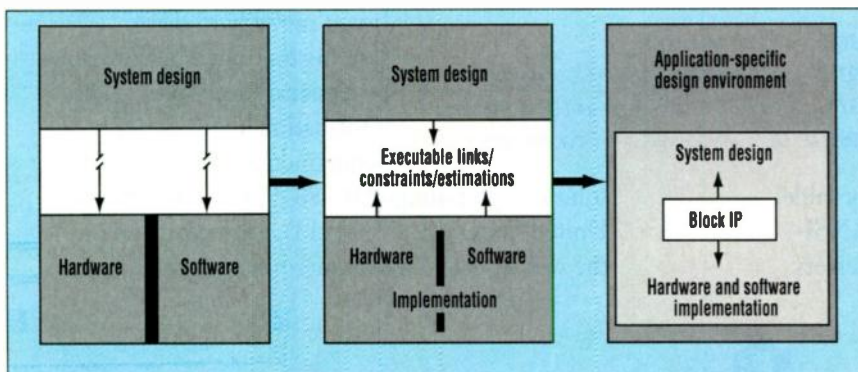 System design
Hardware
Software
System design
Executable links/
constraints/estimations
Hardware
Software
Implementation
Application-specific
design environment
System design
Block IP
Hardware and software
implementation